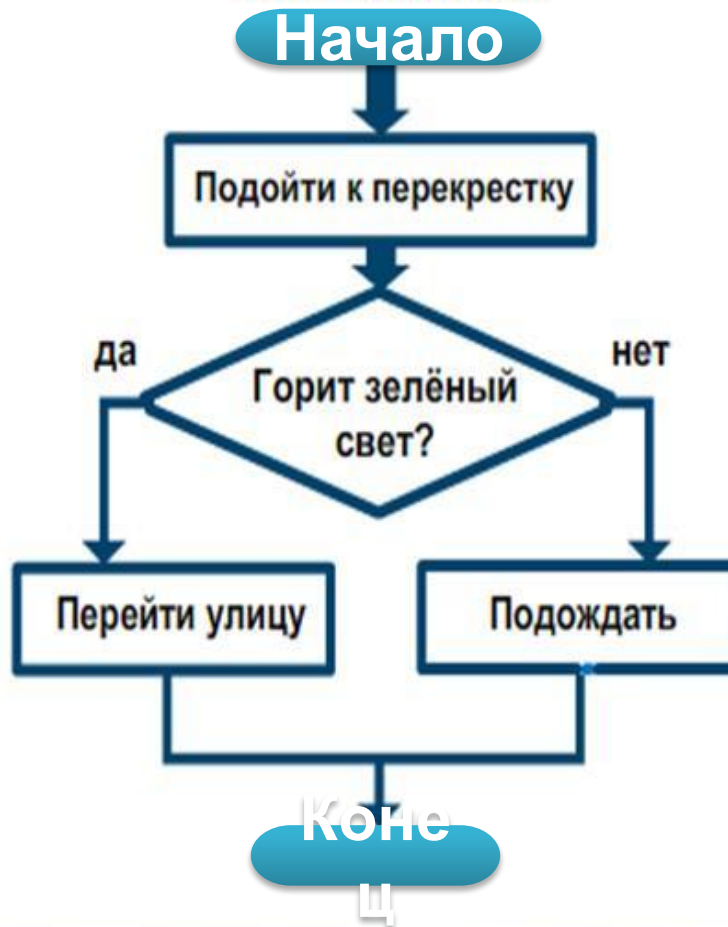 Начало
Подойти к перекрестку
да
нет
Горит зелёный
свет?
Перейти улицу
Подождать
Коне
ц